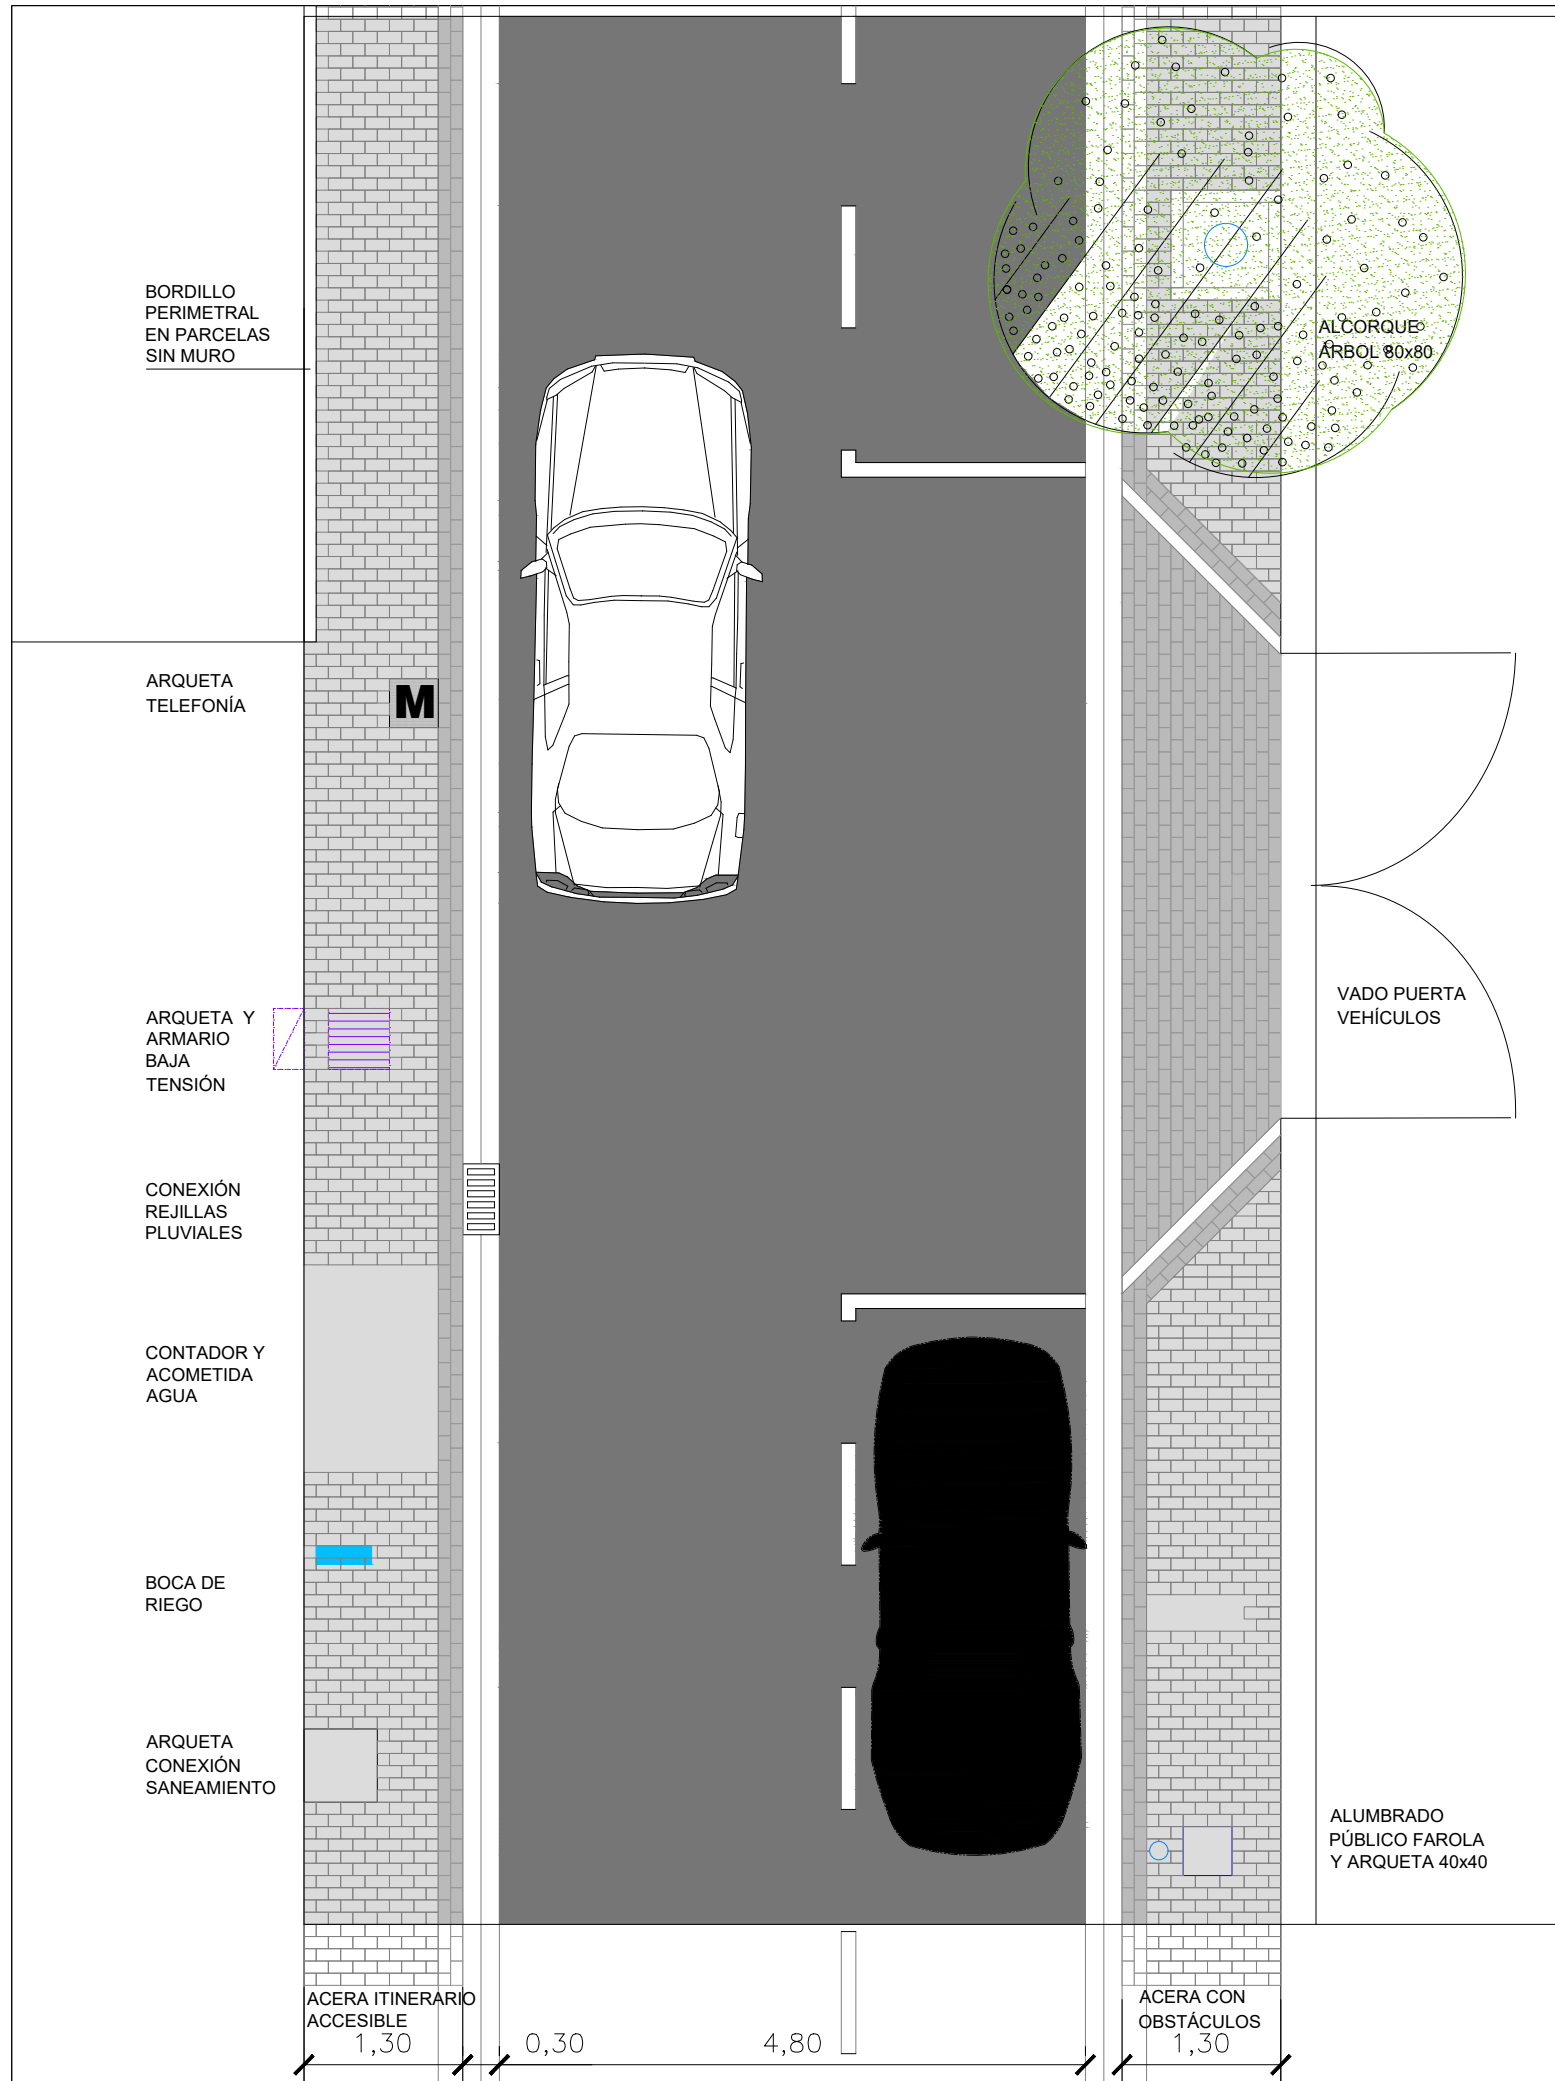 BORDILLO
PERIMETRAL
EN PARCELAS
SIN MURO
ALCORQUE
ÁRBOL 80x80
ARQUETA
TELEFONÍA
M
ARQUETA Y
ARMARIO
BAJA
TENSIÓN
VADO PUERTA
VEHÍCULOS
CONEXIÓN
REJILLAS
PLUVIALES
CONTADOR Y
ACOMETIDA
AGUA
BOCA DE
RIEGO
ARQUETA
CONEXIÓN
SANEAMIENTO
ALUMBRADO
PÚBLICO FAROLA
Y ARQUETA 40x40
ACERA ITINERARIO
ACCESIBLE
ACERA CON
OBSTÁCULOS
1,30
0,30
4,80
1,30